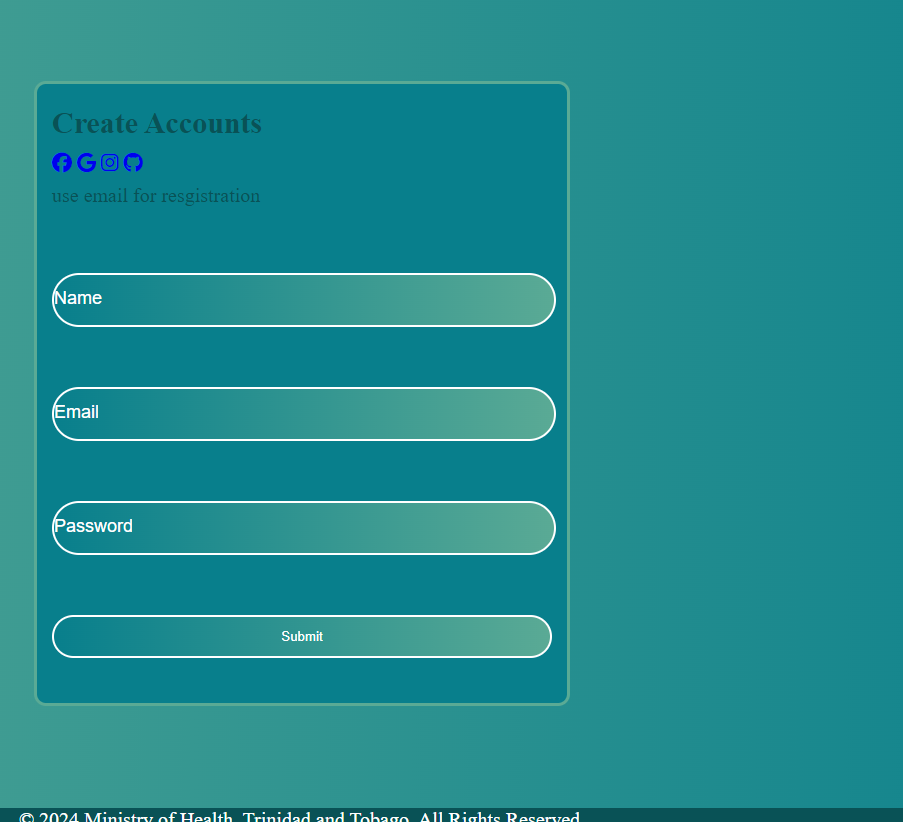 Create Accounts
use email for resgistration
Name
Email
Password
Submit
© 2024 Ministry of Health, Trinidad and Tobago. All Rights Reserved